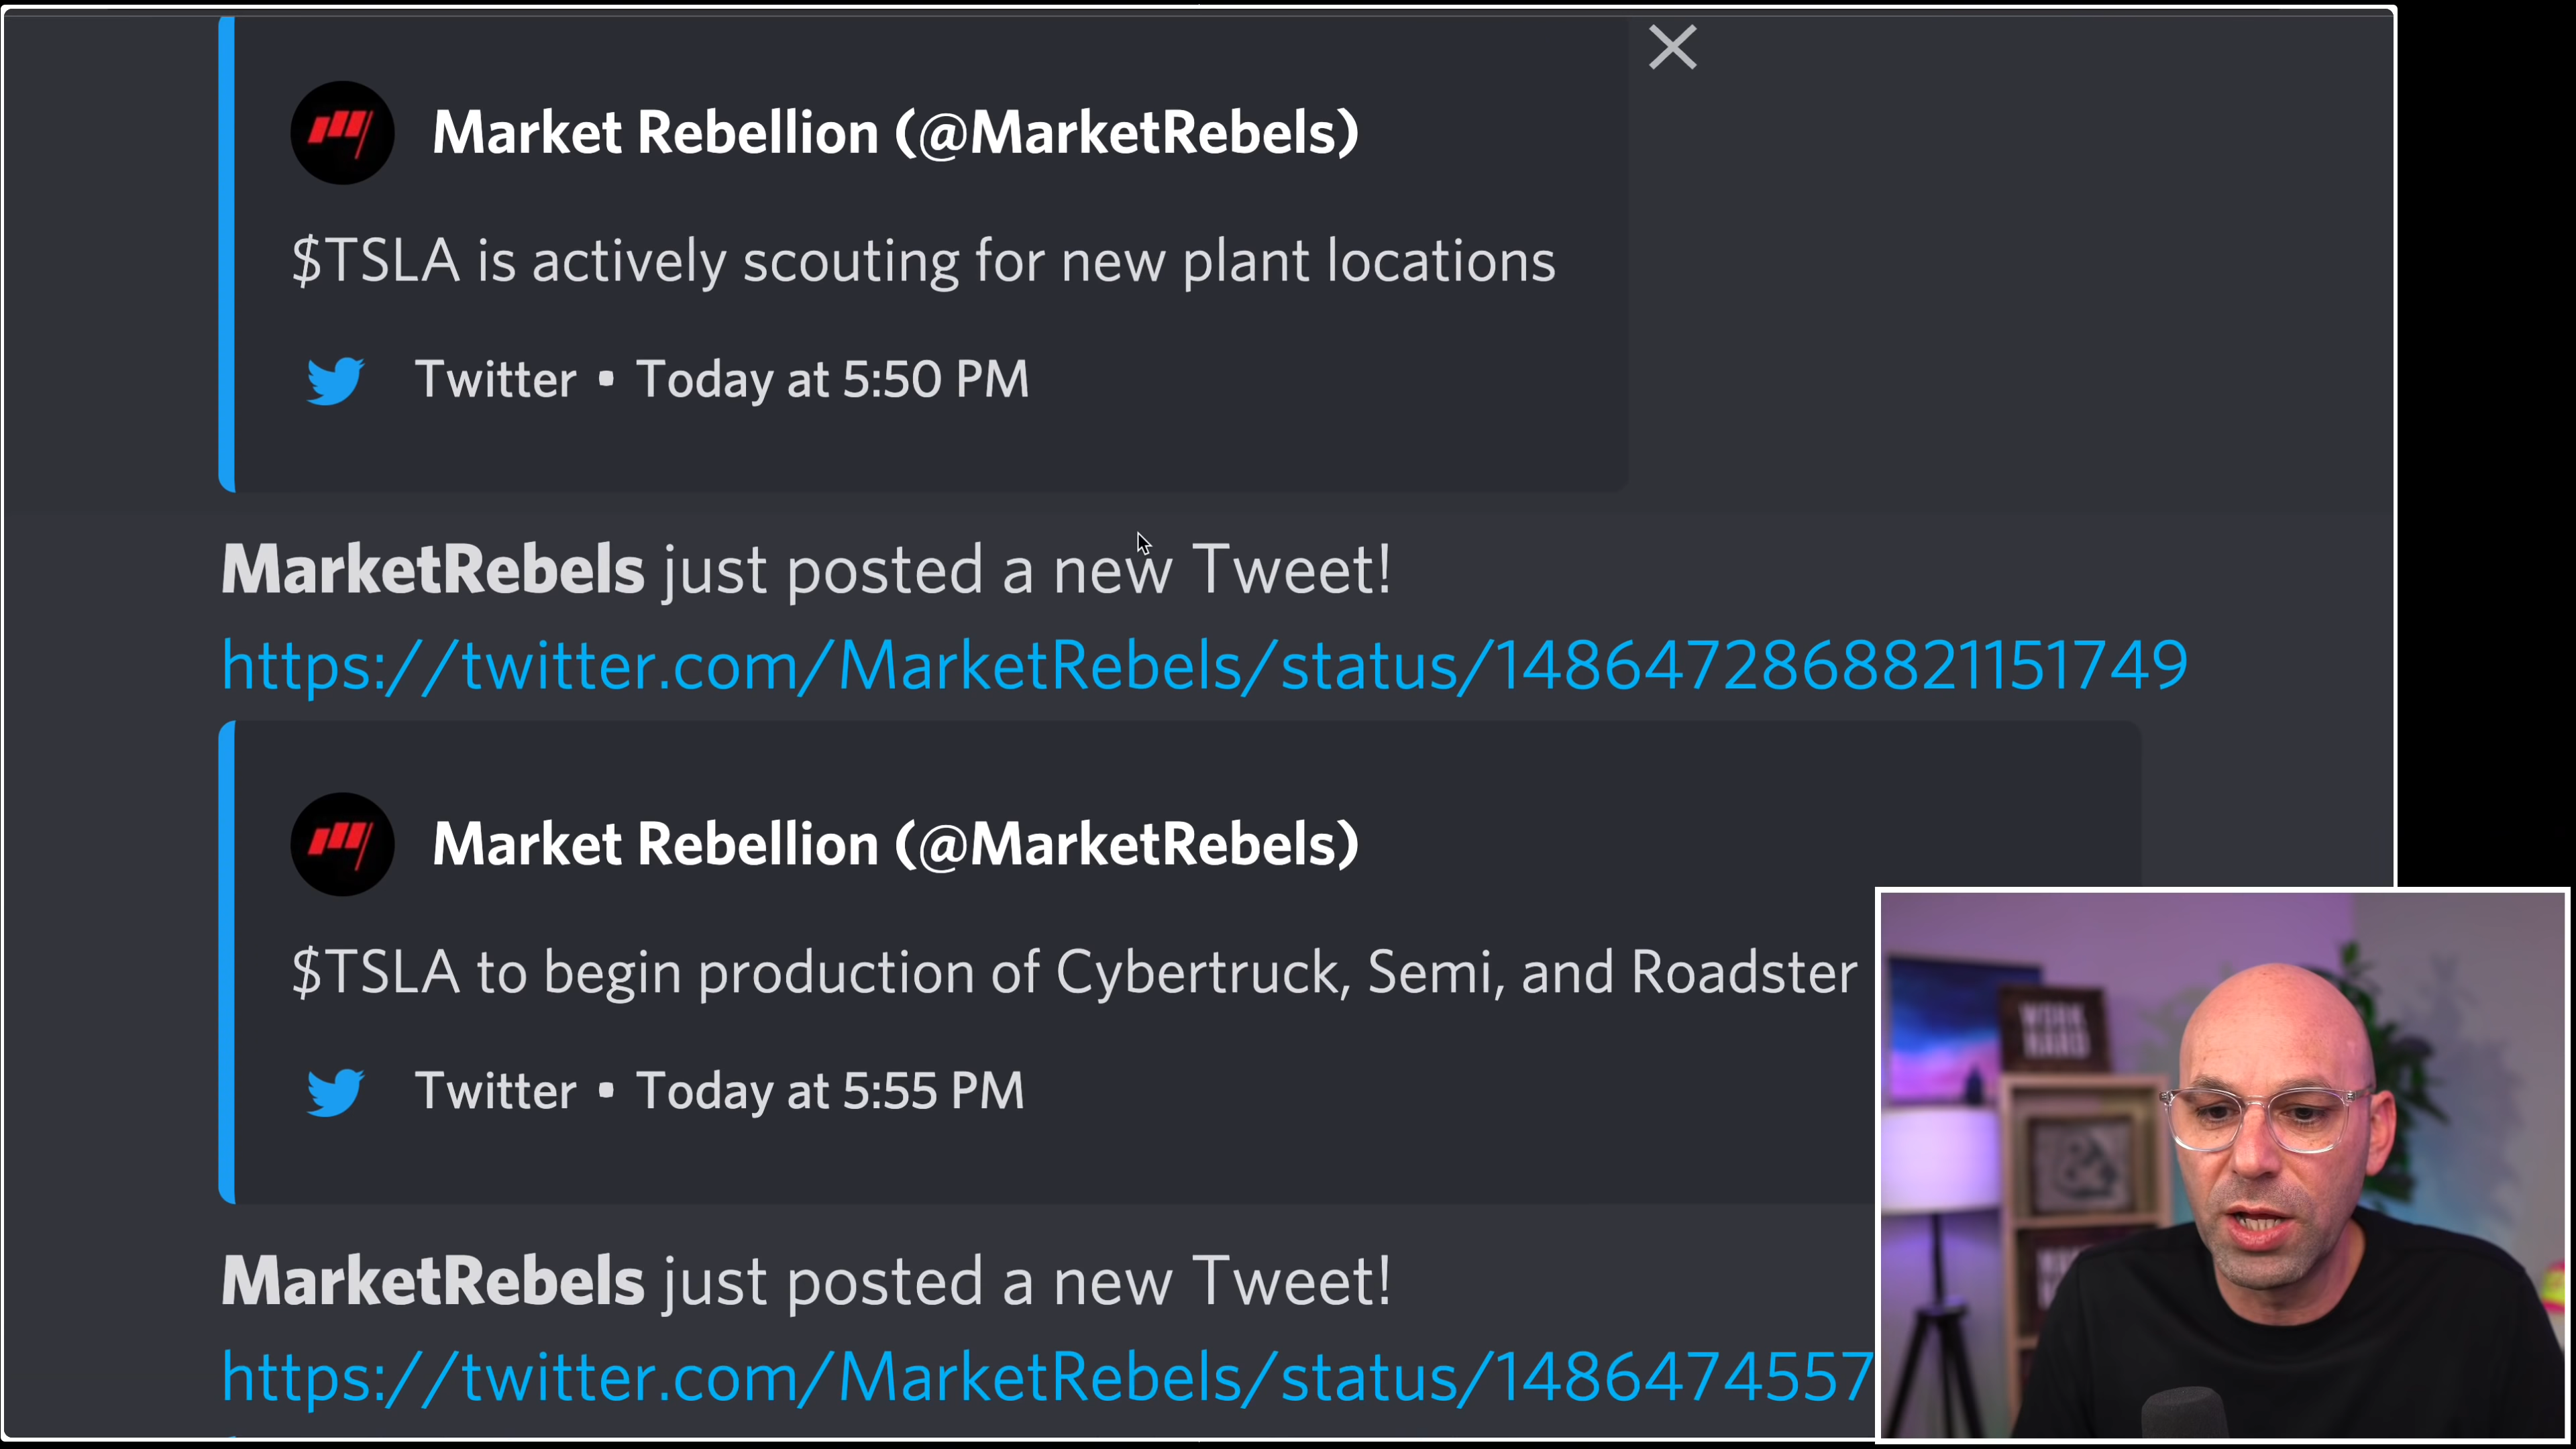 Market Rebellion (@MarketRebels)
$TSLA is actively scouting for new plant locations
Twitter • Today at 5:50 PM
MarketRebels just posted a new Tweet!
https://twitter.com/MarketRebels/status/1486472868821151749
Market Rebellion (@MarketRebels)
$TSLA to begin production of Cybertruck, Semi, and Roadster
Twitter • Today at 5:55 PM
MarketRebels just posted a new Tweet!
https://twitter.com/MarketRebels/status/1486474557
WORK
HARD